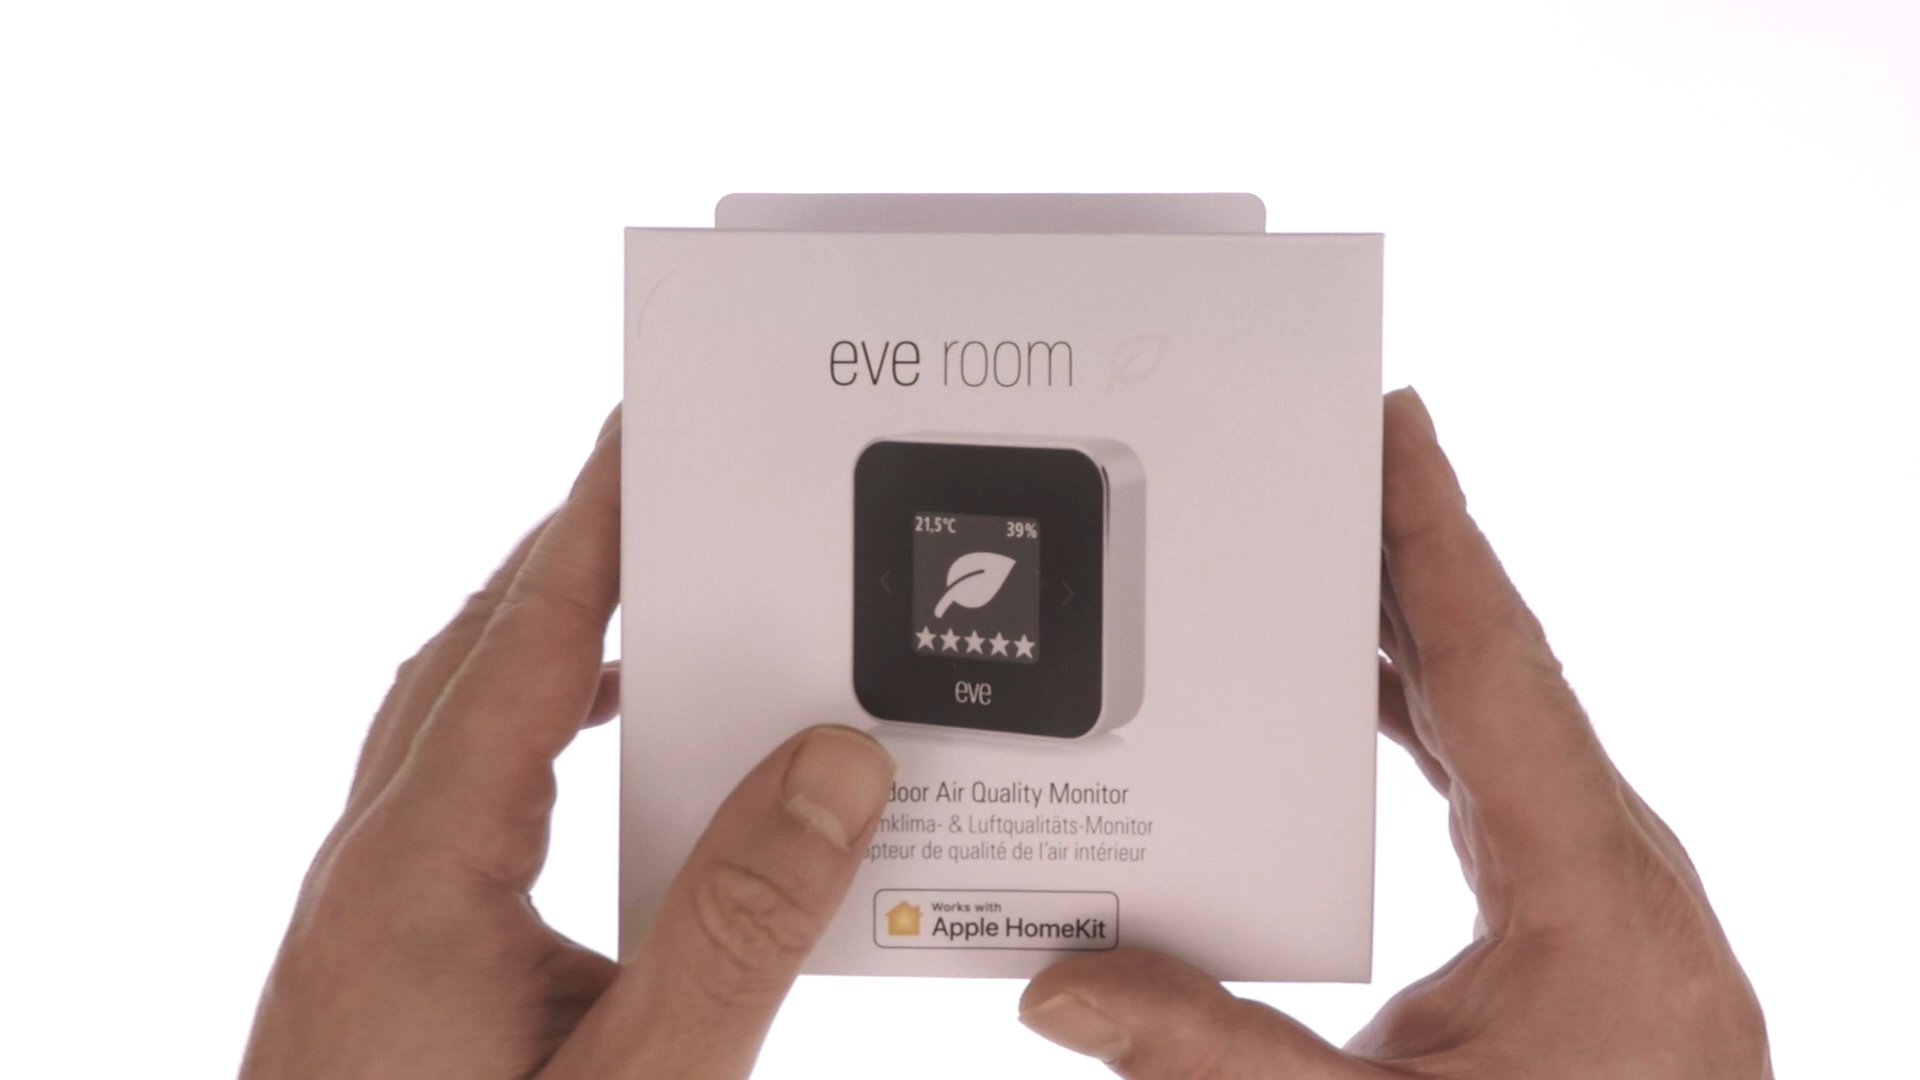 eve room
21,5°C 39%
eve
door Air Quality Monitor
mklima- & Luftqualitäts-Monitor
apteur de qualité de l'air intérieur
Works with
Apple HomeKit